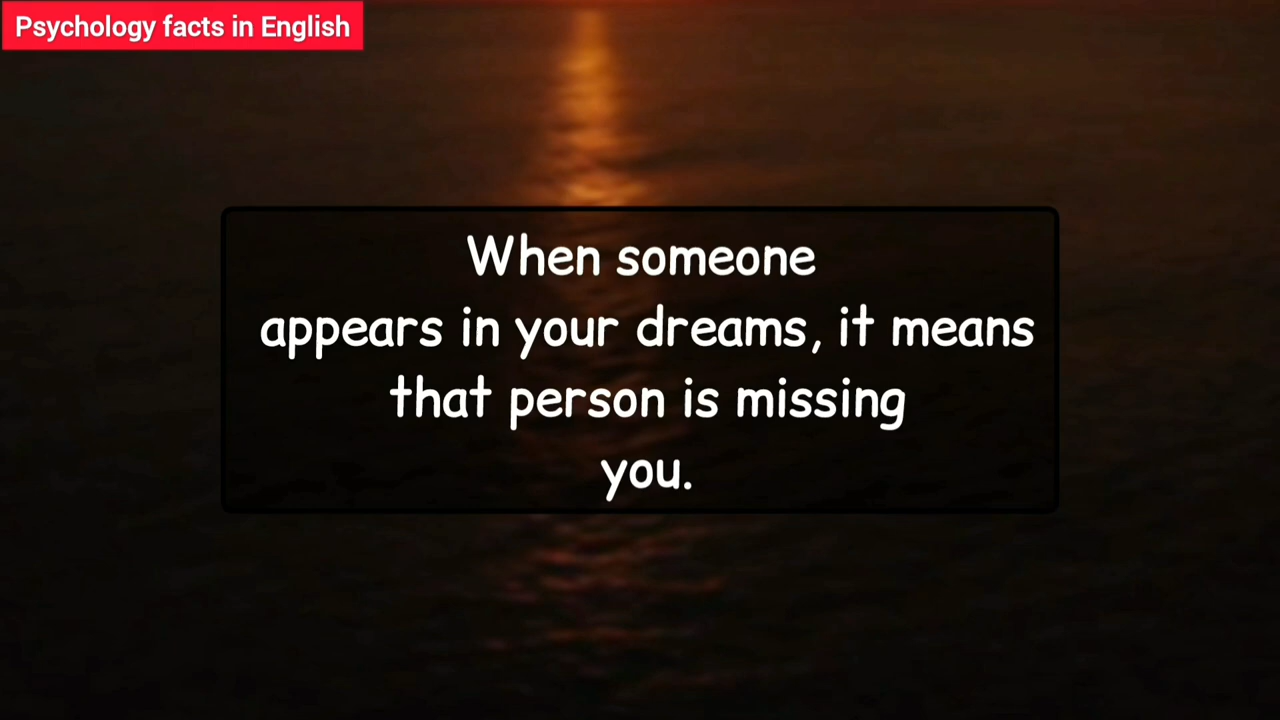 Psychology facts in English
When someone
appears in your dreams, it means
that person is missing
you.